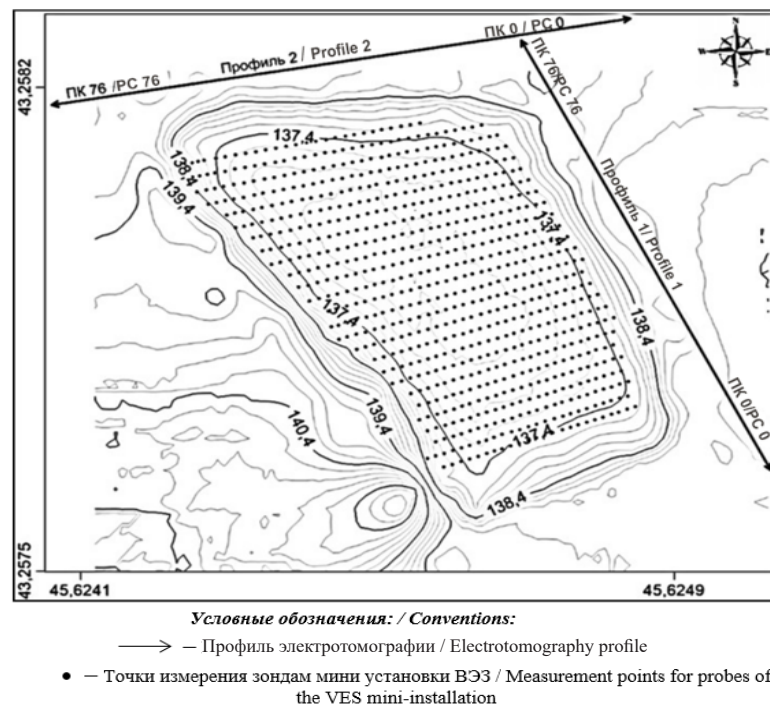 ПК 0 / PC 0
Профиль 2 / Profile 2
ПК 76 /PC 76
ПК 76/PC 76
N
W
E
S
43,2582
137.4
138,4
139,4
Профиль 1/ Profile 1
137.4
137.4
138.4
ПК 0/PC 0
139.4
140.4
137.4
138.4
43,2575
45,6241
45,6249
Условные обозначения: / Conventions:
– Профиль электротомографии / Electrotomography profile
– Точки измерения зондам мини установки ВЭЗ / Measurement points for probes of
the VES mini-installation